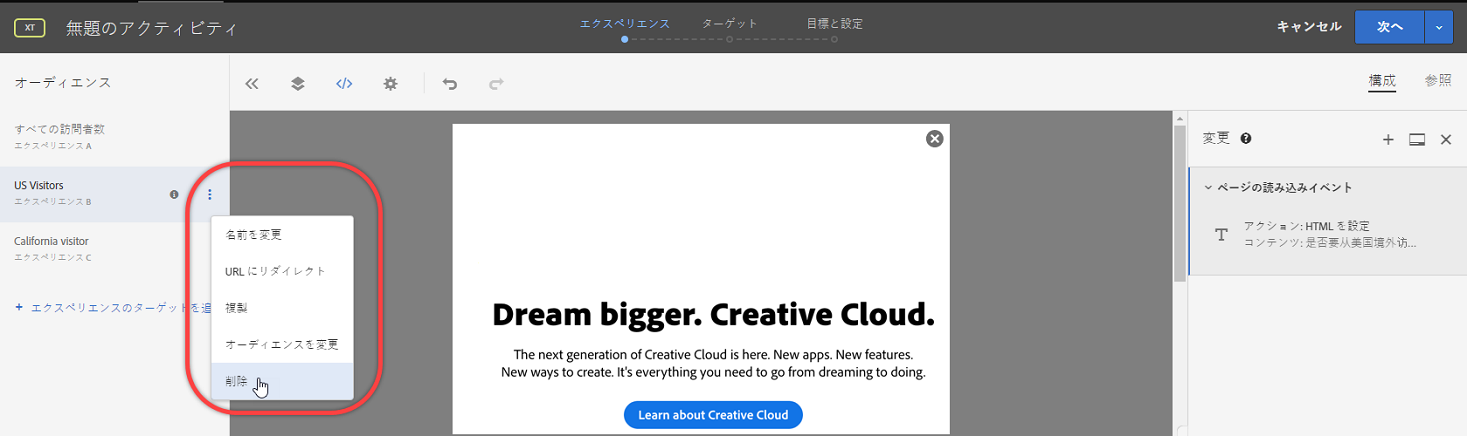 XT
無題のアクティビティ
エクスペリエンス
ターゲット
目標と設定
キャンセル
次へ
オーディエンス
構成
参照
すべての訪問者数
エクスペリエンス A
US Visitors
エクスペリエンス B
California visitor
エクスペリエンス C
+ エクスペリエンスのターゲットを追
名前を変更
URL にリダイレクト
複製
オーディエンスを変更
削除
Dream bigger. Creative Cloud.
The next generation of Creative Cloud is here. New apps. New features.
New ways to create. It's everything you need to go from dreaming to doing.
Learn about Creative Cloud
変更
ページの読み込みイベント
アクション: HTML を設定
コンテンツ: 是否要从美国境外访...